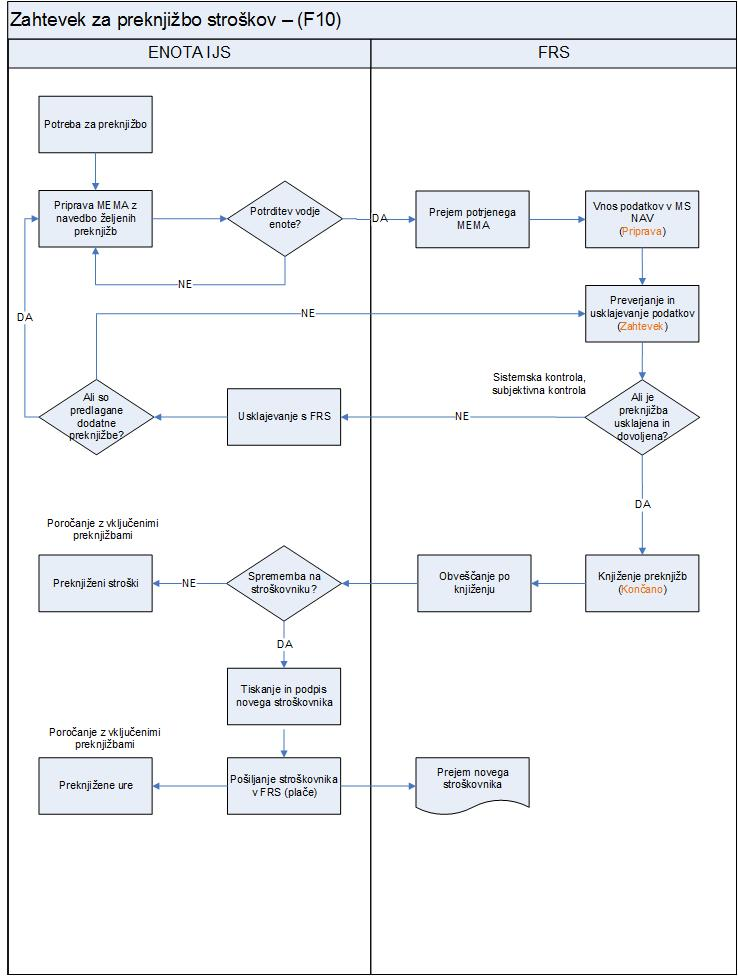 Zahtevek za preknjižbo stroškov – (F10)
ENOTA IJS
FRS
Potreba za preknjižbo
Priprava MEMA z
navedbo željenih
preknjižb
Potrditev vodje
enote?
DA
Prejem potrjenega
MEMA
Vnos podatkov v MS
NAV
(Priprava)
NE
DA
NE
Preverjanje in
usklajevanje podatkov
(Zahtevek)
Ali so
predlagane
dodatne
preknjižbe?
Usklajevanje s FRS
NE
Sistemska kontrola,
subjektivna kontrola
Ali je
preknjižba
usklajena in
dovoljena?
DA
Poročanje z vključenimi
preknjižbami
Preknjiženi stroški
NE
Sprememba na
stroškovniku?
Obveščanje po
knjiženju
Knjiženje preknjižb
(Končano)
DA
Tiskanje in podpis
novega stroškovnika
Poročanje z vključenimi
preknjižbami
Preknjižene ure
Pošiljanje stroškovnika
v FRS (plače)
Prejem novega
stroškovnika